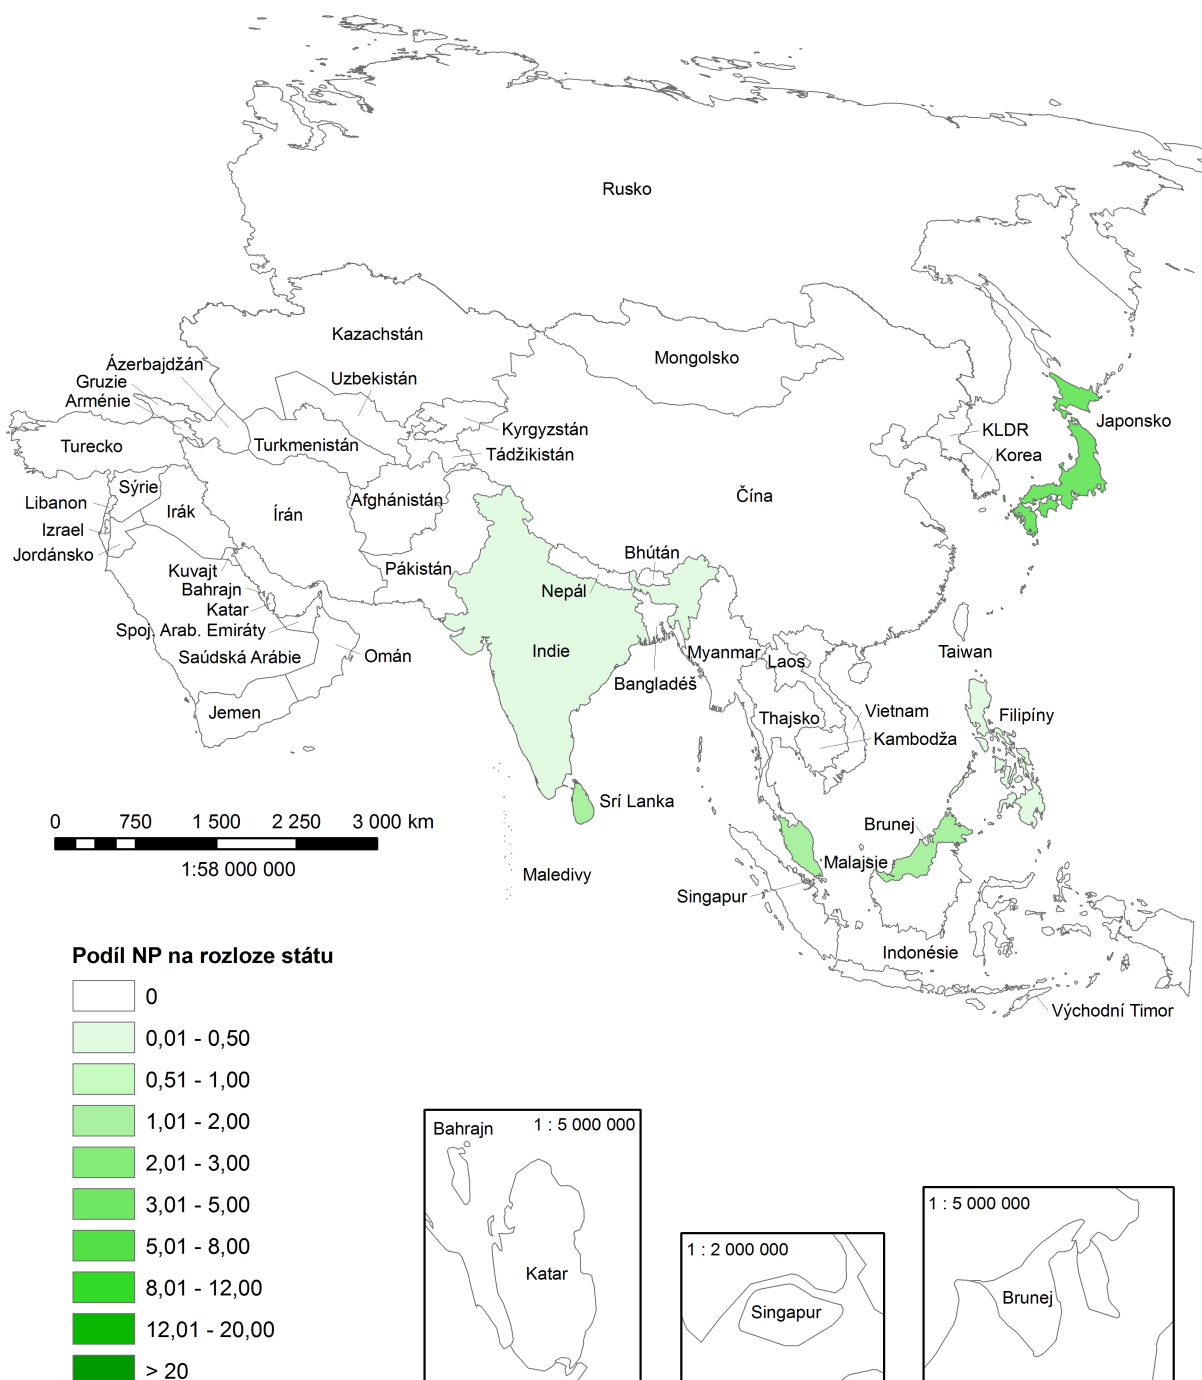 Rusko
Kazachstán
Mongolsko
Ázerbajdžán
Gruzie
Arménie
Uzbekistán
Turecko
Turkmenistán
Kyrgyzstán
Tádžikistán
KLDR
Korea
Japonsko
Sýrie
Libanon
Irák
Írán
Afghánistán
Čína
Izrael
Jordánsko
Kuvajt
Pákistán
Bhútán
Bahrajn
Nepál
Katar
Spoj. Arab. Emiráty
Saúdská Arábie
Omán
Indie
Bangladéš
Myanmar
Laos
Taiwan
Jemen
Thajsko
Vietnam
Kambodža
Filipíny
Srí Lanka
0 750 1 500 2 250 3 000 km
1:58 000 000
Maledivy
Brunej
Malajsie
Singapur
Indonésie
Východní Timor
Podíl NP na rozloze státu
0
0,01 - 0,50
0,51 - 1,00
1,01 - 2,00
2,01 - 3,00
3,01 - 5,00
5,01 - 8,00
8,01 - 12,00
12,01 - 20,00
> 20
Bahrajn
1 : 5 000 000
Katar
1 : 2 000 000
Singapur
1 : 5 000 000
Brunej